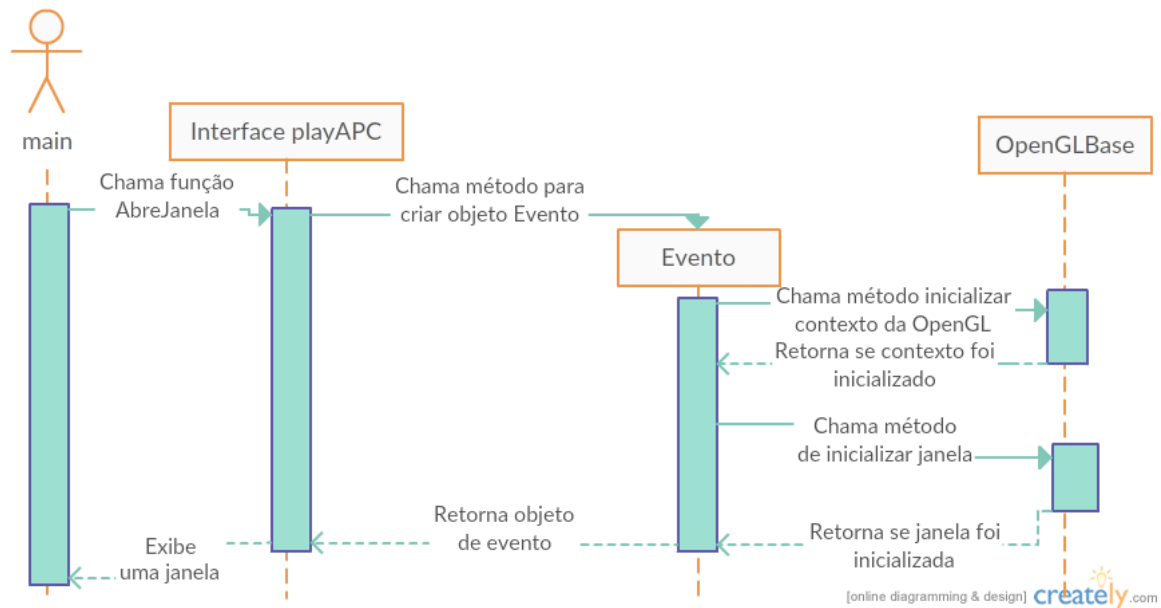 main
Interface playAPC
OpenGLBase
Chama função
AbreJanela
Chama método para
criar objeto Evento
Evento
Chama método inicializar
contexto da OpenGL
Retorna se contexto foi
inicializado
Chama método
de inicializar janela
Retorna objeto
de evento
Retorna se janela foi
inicializada
Exibe
uma janela
[online diagramming & design] creately.com